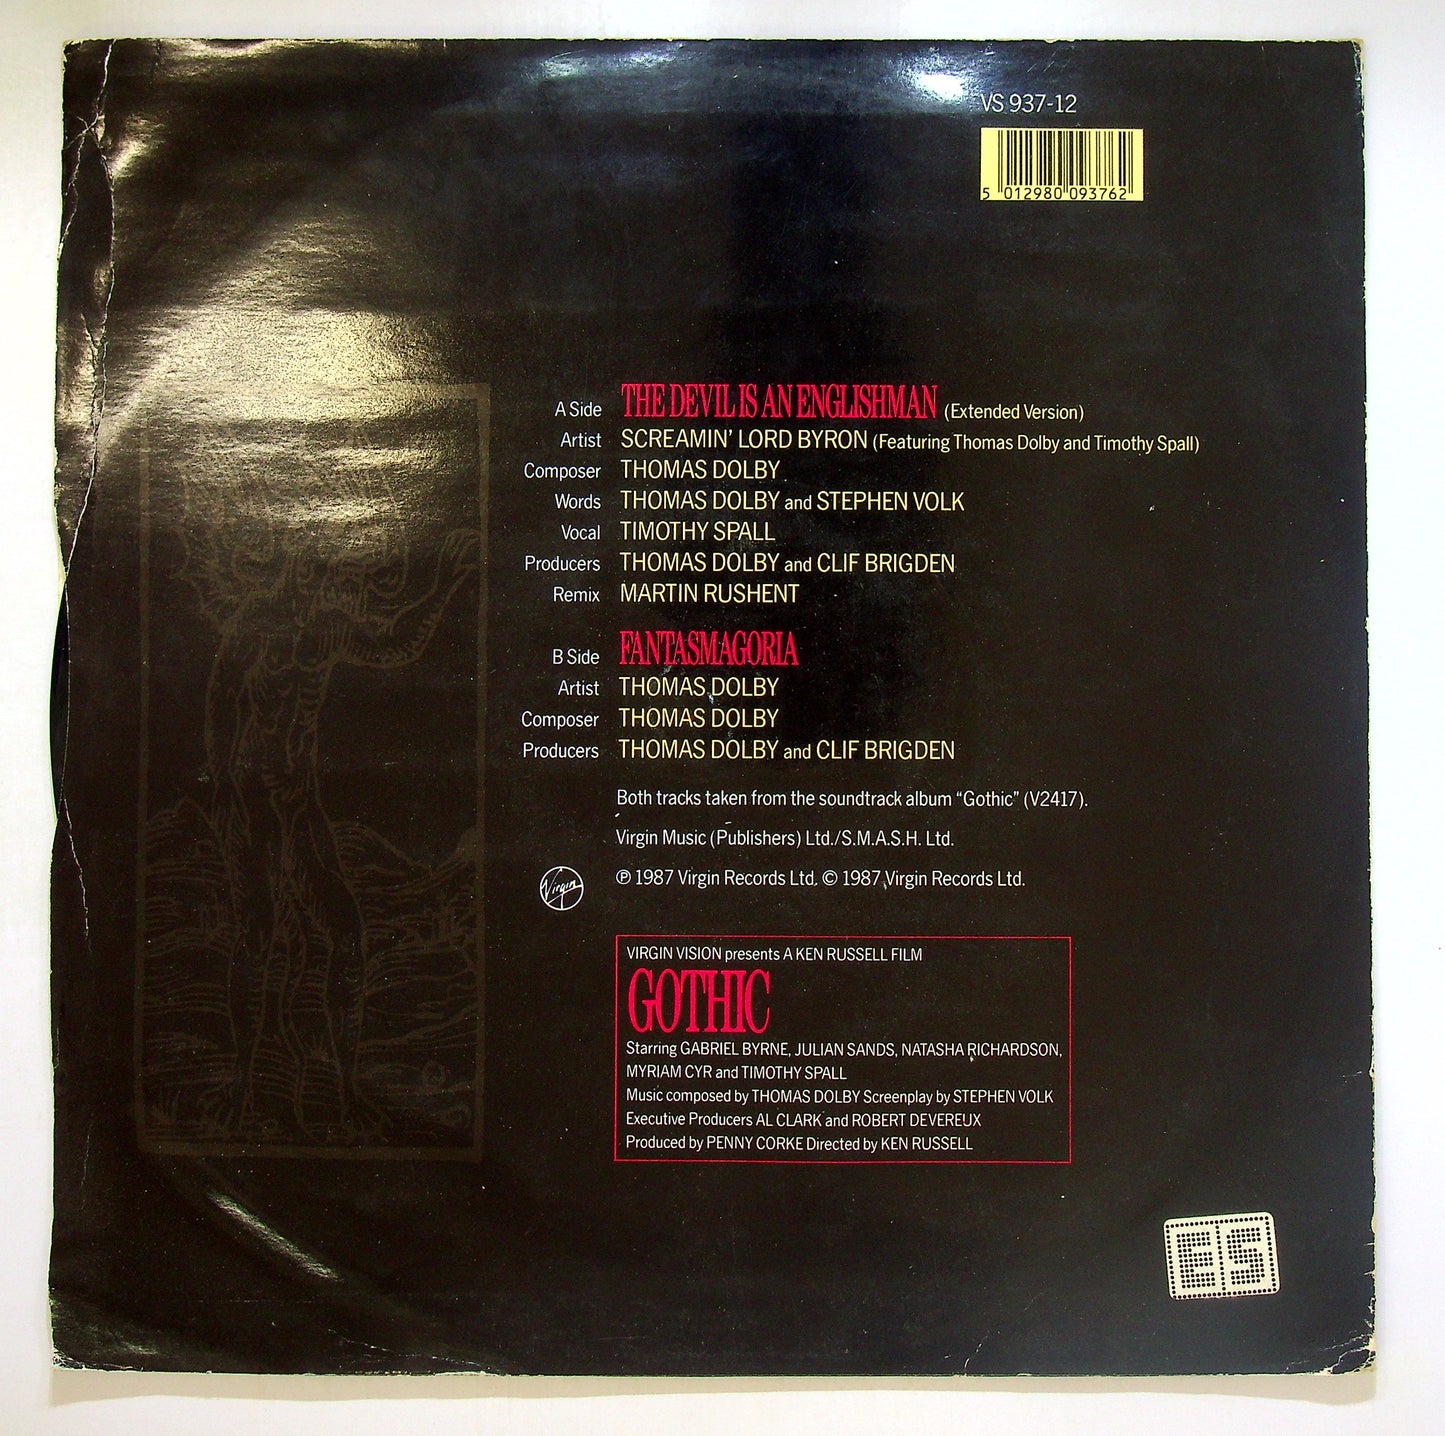 VS 937-12
5 012980 093762
A Side THE DEVIL IS AN ENGLISHMAN (Extended Version)
Artist SCREAMIN' LORD BYRON (Featuring Thomas Dolby and Timothy Spall)
Composer THOMAS DOLBY
Words THOMAS DOLBY and STEPHEN VOLK
Vocal TIMOTHY SPALL
Producers THOMAS DOLBY and CLIF BRIGDEN
Remix MARTIN RUSHENT
B Side FANTASMAGORIA
Artist THOMAS DOLBY
Composer THOMAS DOLBY
Producers THOMAS DOLBY and CLIF BRIGDEN
Both tracks taken from the soundtrack album “Gothic” (V2417).
Virgin Music (Publishers) Ltd./S.M.A.S.H. Ltd.
Virgin
℗ 1987 Virgin Records Ltd. © 1987 Virgin Records Ltd.
VIRGIN VISION presents A KEN RUSSELL FILM
GOTHIC
Starring GABRIEL BYRNE, JULIAN SANDS, NATASHA RICHARDSON,
MYRIAM CYR and TIMOTHY SPALL
Music composed by THOMAS DOLBY Screenplay by STEPHEN VOLK
Executive Producers AL CLARK and ROBERT DEVEREUX
Produced by PENNY CORKE Directed by KEN RUSSELL
ES